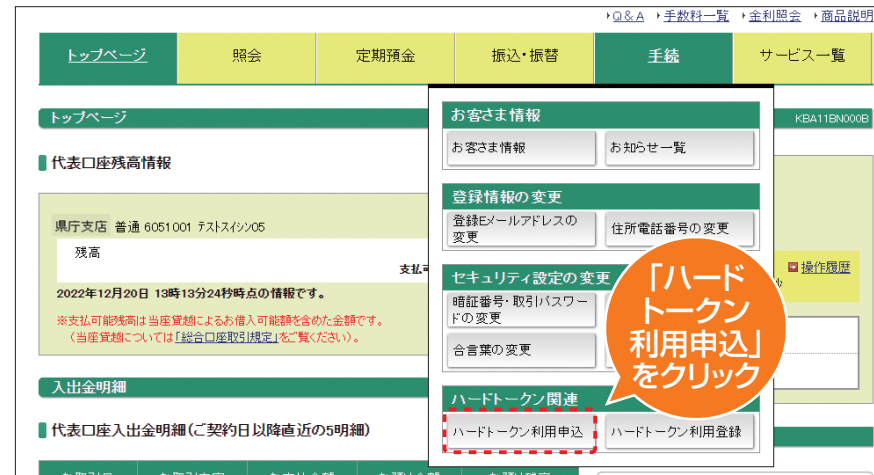 Q&A 手数料一覧 金利照会 商品説明
トップページ 照会 定期預金 振込・振替 手続 サービス一覧
トップページ
KBA11BN000B
代表口座残高情報
県庁支店 普通 6051001 テストスイシン05
残高
2022年12月20日 13時13分24秒時点の情報です。
※支払可能残高は当座貸越によるお借入可能額を含めた金額です。
(当座貸越については「総合口座取引規定」をご覧ください)。
操作履歴
入出金明細
代表口座入出金明細(ご契約日以降直近の5明細)
お客さま情報
お客さま情報 お知らせ一覧
登録情報の変更
登録Eメールアドレスの
変更
住所電話番号の変更
セキュリティ設定の変更
暗証番号・取引パスワー
ドの変更
合言葉の変更
ハードトークン関連
ハードトークン利用申込 ハードトークン利用登録
「ハード
トークン
利用申込」
をクリック